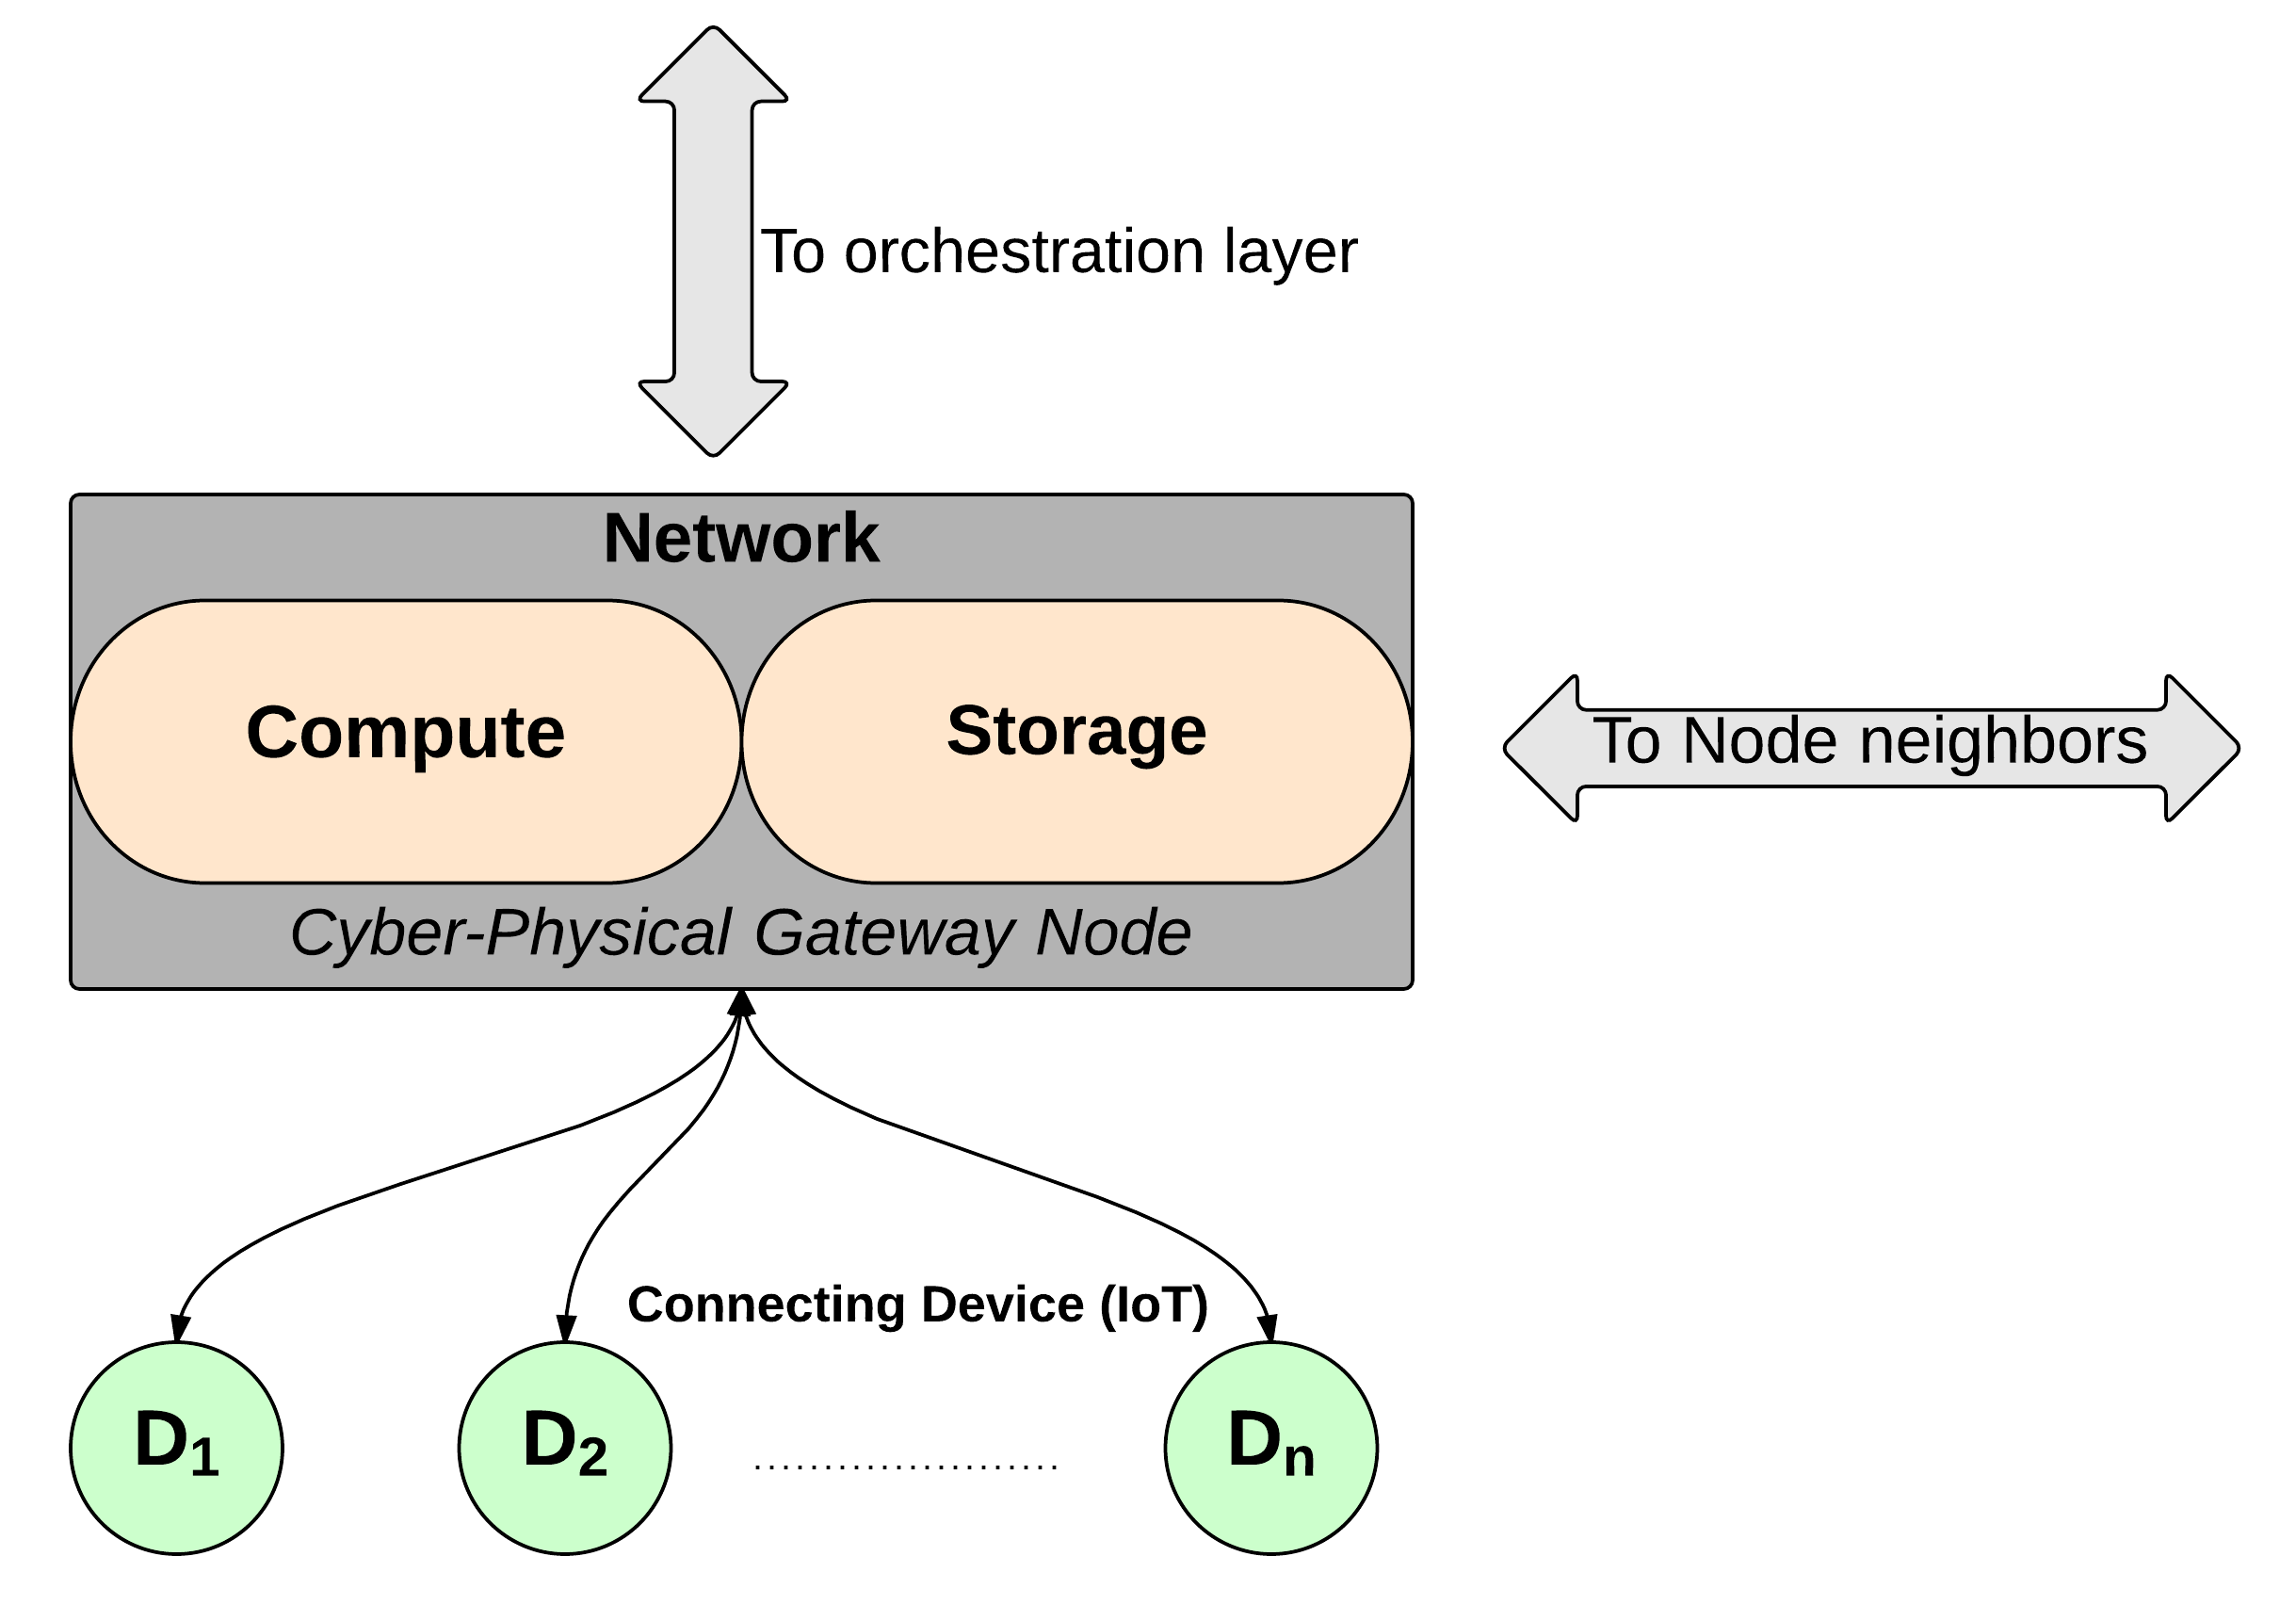 To orchestration layer
Network
Compute
Storage
To Node neighbors
Cyber-Physical Gateway Node
Connecting Device (IoT)
D1
D2
......................
Dn